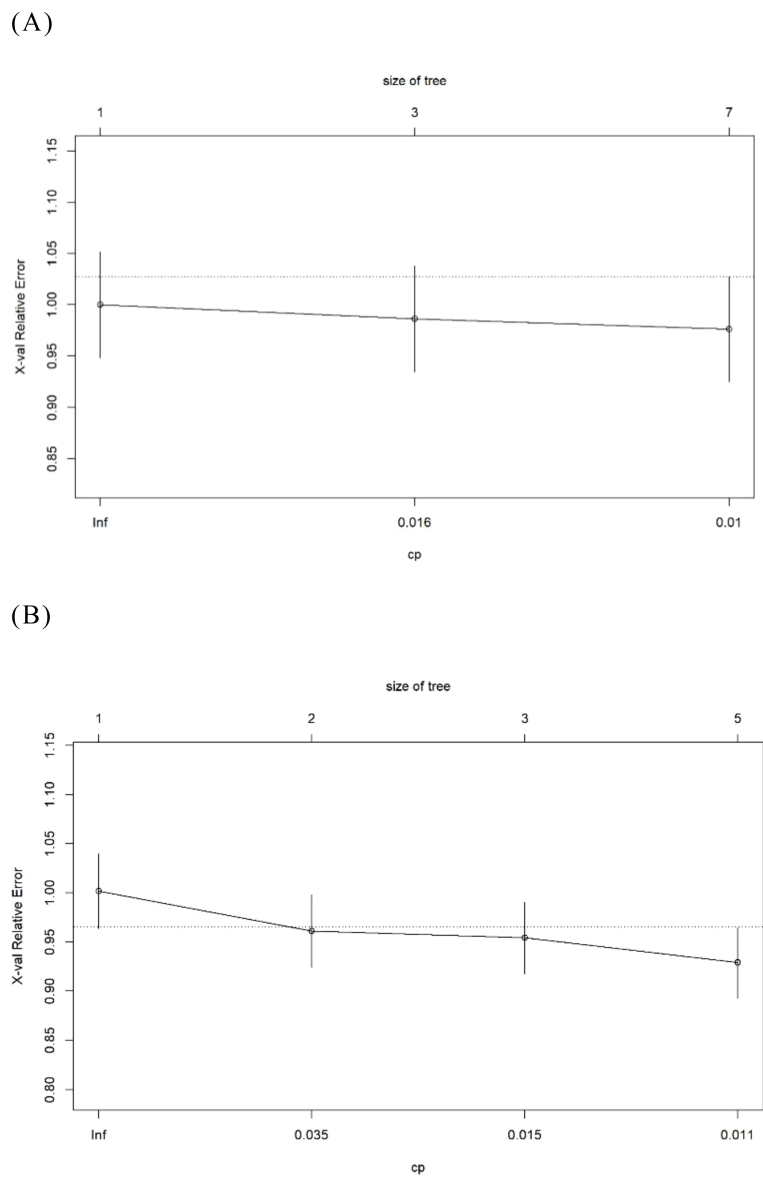 (A)
size of tree
1 3 7
1.15
1.10
1.05
1.00
0.95
0.90
0.85
X-val Relative Error
Inf 0.016 0.01
cp
(B)
size of tree
1 2 3 5
1.15
1.10
1.05
1.00
0.95
0.90
0.85
0.80
X-val Relative Error
Inf 0.035 0.015 0.011
cp